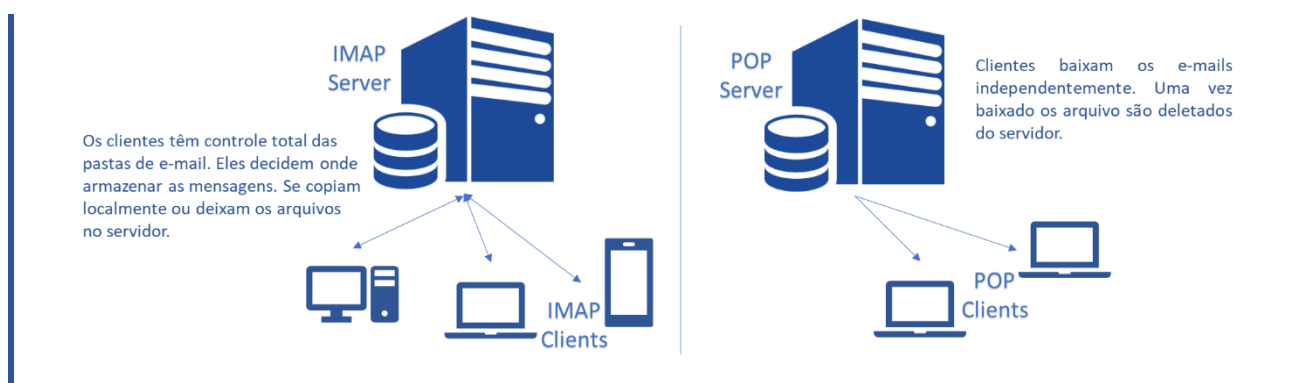 IMAP
Server
Os clientes têm controle total das
pastas de e-mail. Eles decidem onde
armazenar as mensagens. Se copiam
localmente ou deixam os arquivos
no servidor.
IMAP
Clients
POP
Server
Clientes baixam os e-mails
independentemente. Uma vez
baixado os arquivo são deletados
do servidor.
POP
Clients